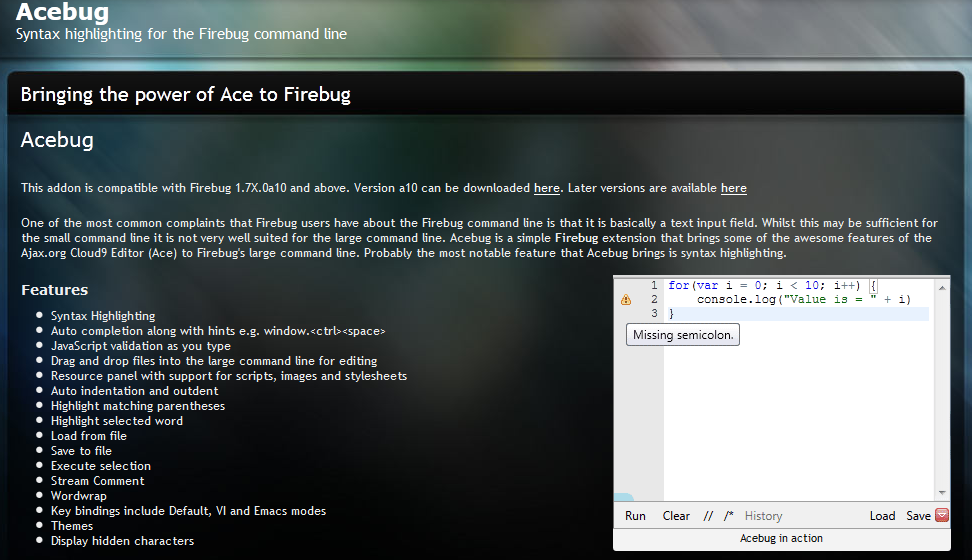 Acebug
Syntax highlighting for the Firebug command line
Bringing the power of Ace to Firebug
Acebug
This addon is compatible with Firebug 1.7X.0a10 and above. Version a10 can be downloaded here. Later versions are available here
One of the most common complaints that Firebug users have about the Firebug command line is that it is basically a text input field. Whilst this may be sufficient for
the small command line it is not very well suited for the large command line. Acebug is a simple Firebug extension that brings some of the awesome features of the
Ajax.org Cloud9 Editor (Ace) to Firebug's large command line. Probably the most notable feature that Acebug brings is syntax highlighting.
Features
Syntax Highlighting
Auto completion along with hints e.g. window.<ctrl><space>
JavaScript validation as you type
Drag and drop files into the large command line for editing
Resource panel with support for scripts, images and stylesheets
Auto indentation and outdent
Highlight matching parentheses
Highlight selected word
Load from file
Save to file
Execute selection
Stream Comment
Wordwrap
Key bindings include Default, VI and Emacs modes
Themes
Display hidden characters
1 for(var i = 0; i < 10; i++) {
2 console.log("Value is = " + i)
3 }
Missing semicolon.
Run Clear // /* History Load Save
Acebug in action